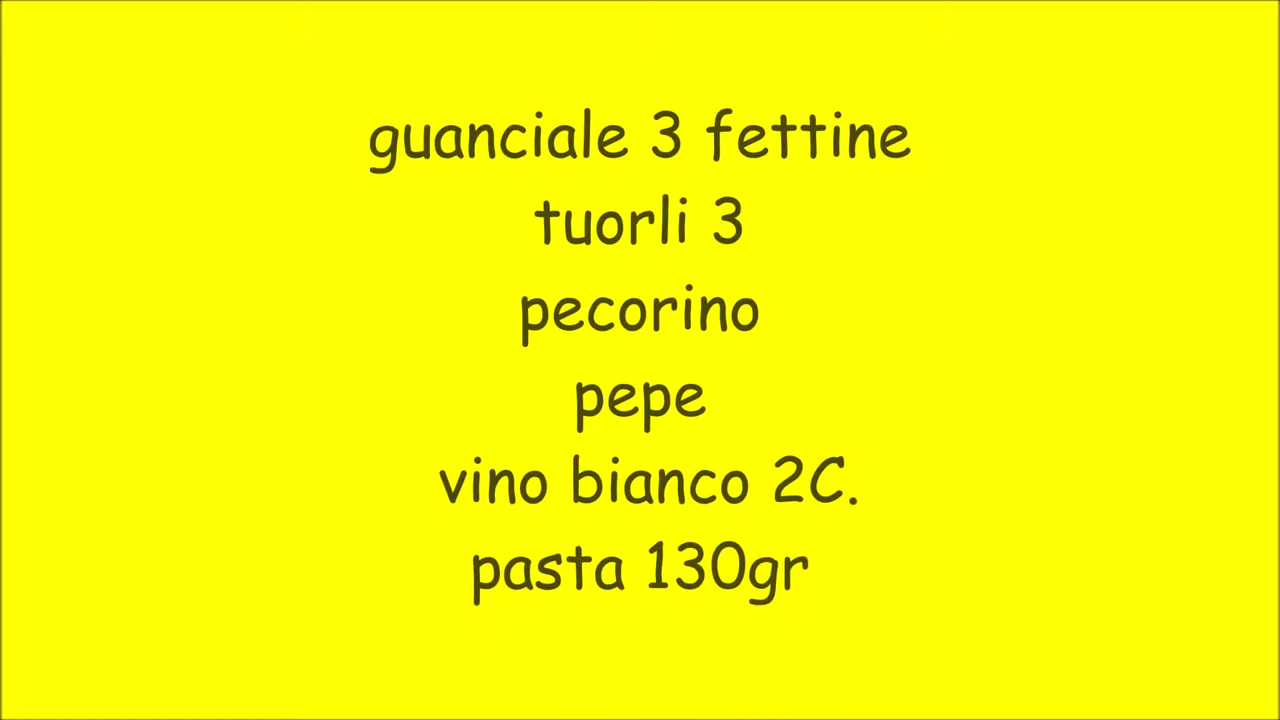 guanciale 3 fettine
tuorli 3
pecorino
pepe
vino bianco 2C.
pasta 130gr